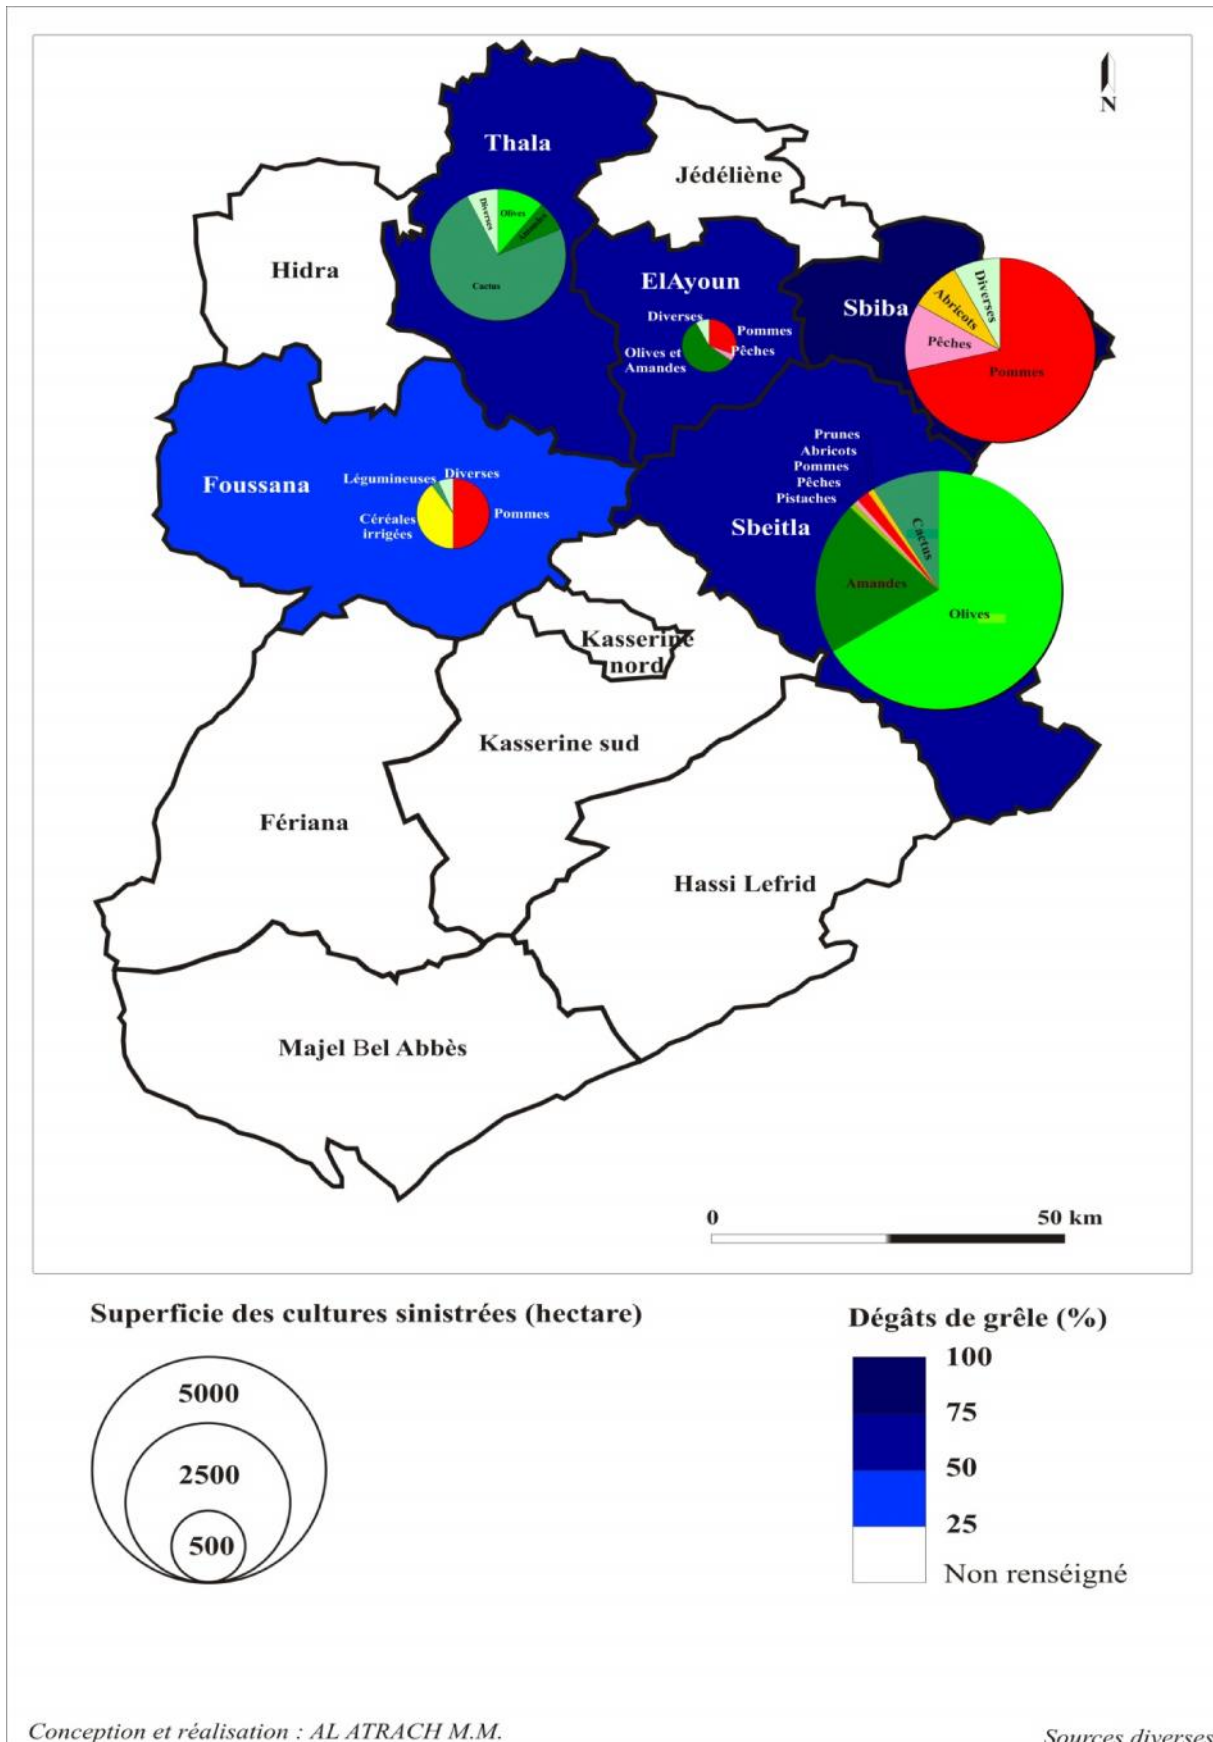 N
Thala
Jédéliène
Diverses
Olives
Amandes
Cactus
Hidra
ElAyoun
Diverses
Pommes
Pêches
Olives et
Amandes
Sbiba
Diverses
Abricots
Pêches
Pommes
Foussana
Légumineuses
Diverses
Céréales
irrigées
Pommes
Sbeitla
Prunes
Abricots
Pommes
Pêches
Pistaches
Cactus
Amandes
Olives
Kasserine
nord
Kasserine sud
Fériana
Hassi Lefrid
Majel Bel Abbès
0 50 km
Superficie des cultures sinistrées (hectare)
5000
2500
500
Dégâts de grêle (%)
100
75
50
25
Non renséigné
Conception et réalisation : AL ATRACH M.M.
Sources diverses